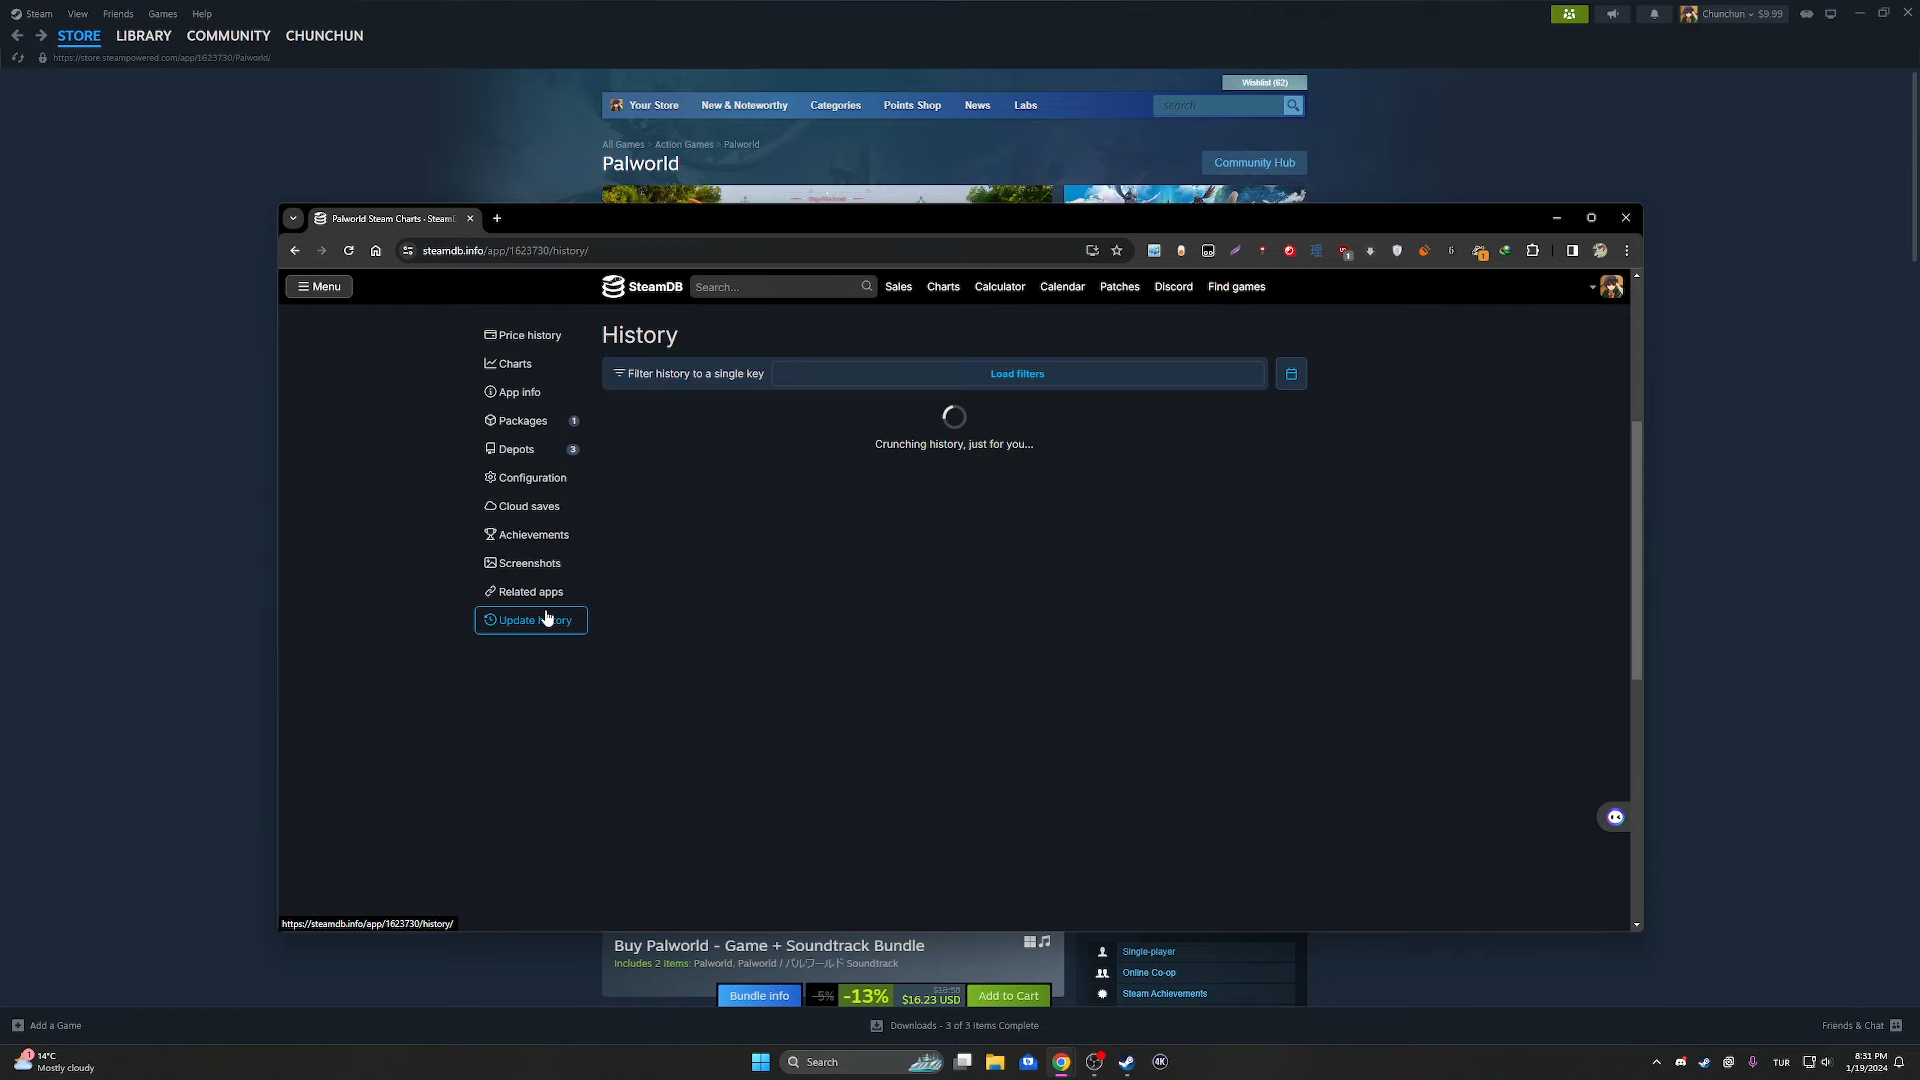 Steam View Friends Games Help
Chunchun $9.99
STORE LIBRARY COMMUNITY CHUNCHUN
https://store.steampowered.com/app/1623730/Palworld/
Wishlist (62)
Your Store New & Noteworthy Categories Points Shop News Labs
search
All Games > Action Games > Palworld
Palworld
Community Hub
Palworld Steam Charts - Steam
steamdb.info/app/1623730/history/
Menu
SteamDB
Search...
Sales Charts Calculator Calendar Patches Discord Find games
Price history
Charts
App info
Packages 1
Depots 3
Configuration
Cloud saves
Achievements
Screenshots
Related apps
Update history
History
Filter history to a single key
Load filters
Crunching history, just for you...
https://steamdb.info/app/1623730/history/
Buy Palworld - Game + Soundtrack Bundle
Includes 2 items: Palworld, Palworld / パルワールド Soundtrack
Bundle info -5% -13% $16.23 USD Add to Cart
Single-player
Online Co-op
Steam Achievements
Add a Game
Downloads - 3 of 3 Items Complete
Friends & Chat
1
14°C
Mostly cloudy
Search
4K
TUR
8:31 PM
1/19/2024